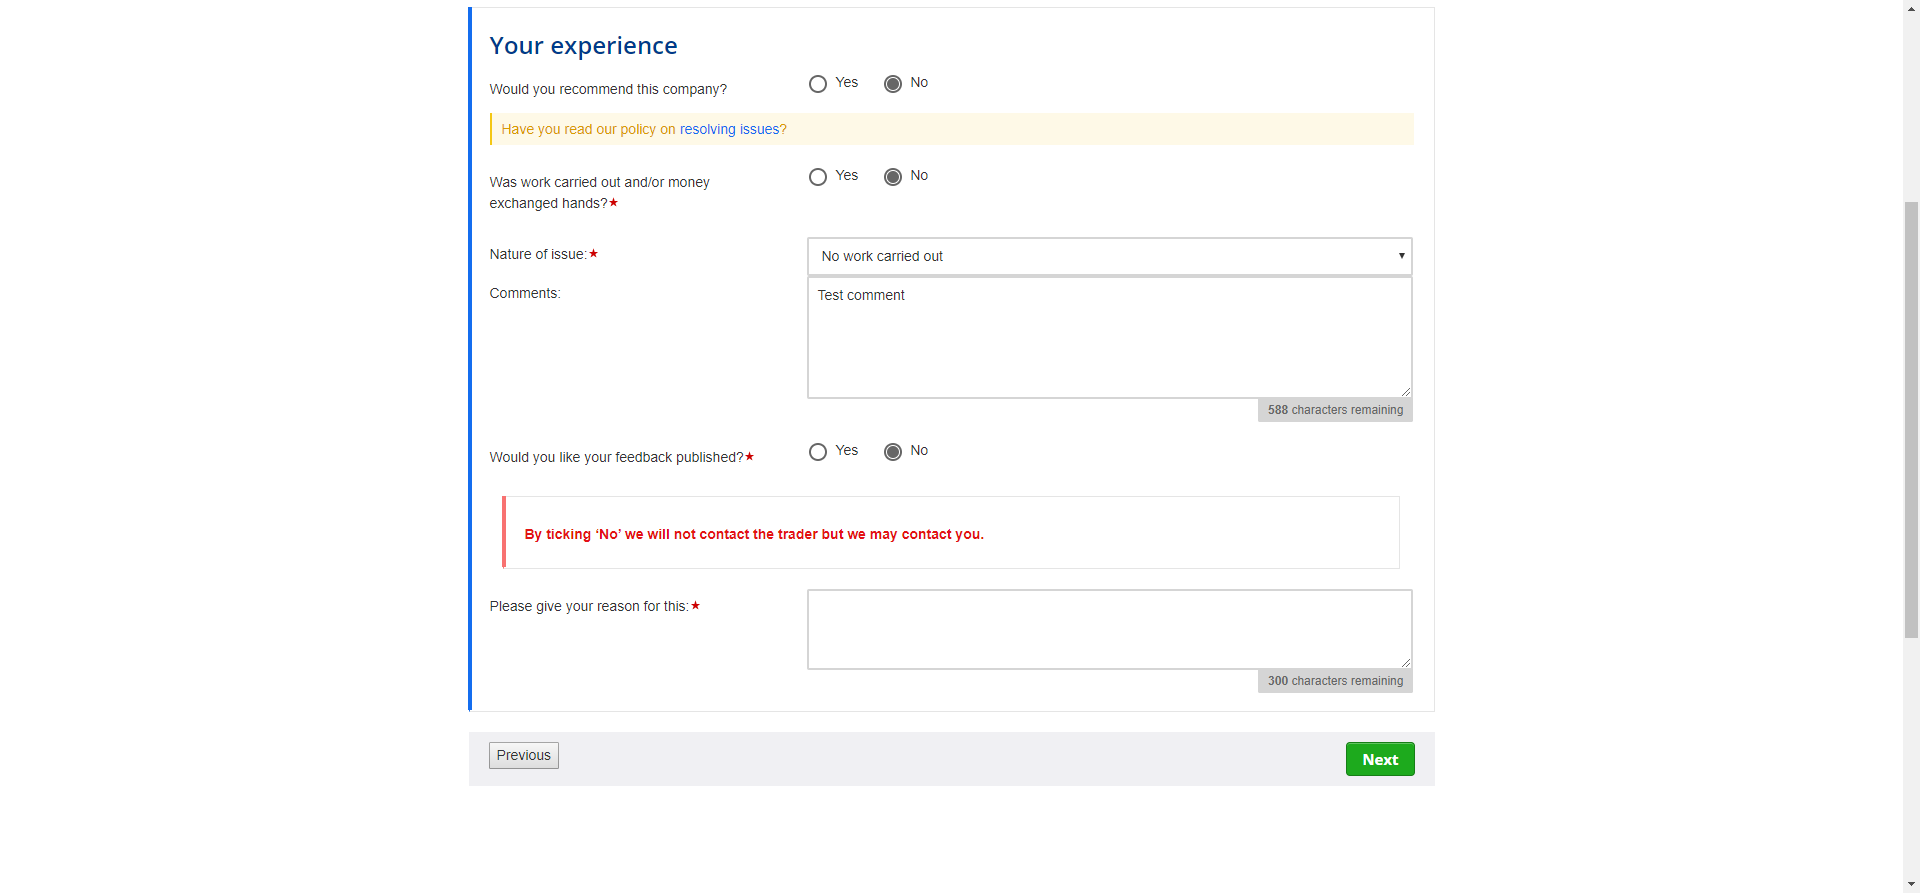 Your experience
Would you recommend this company?
Yes
No
Have you read our policy on resolving issues?
Was work carried out and/or money
exchanged hands?★
Yes
No
Nature of issue:★
No work carried out
Comments:
Test comment
588 characters remaining
Would you like your feedback published?★
Yes
No
By ticking ‘No’ we will not contact the trader but we may contact you.
Please give your reason for this:★
300 characters remaining
Previous
Next